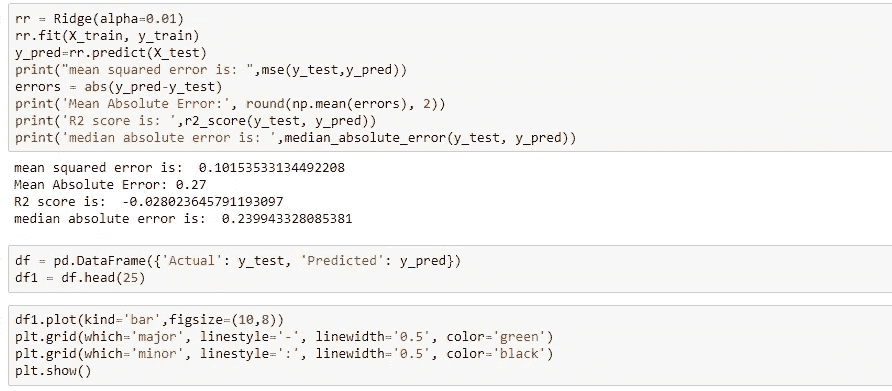 rr = Ridge(alpha=0.01)
rr.fit(X_train, y_train)
y_pred=rr.predict(X_test)
print("mean squared error is: ",mse(y_test,y_pred))
errors = abs(y_pred-y_test)
print('Mean Absolute Error:', round(np.mean(errors), 2))
print('R2 score is: ',r2_score(y_test, y_pred))
print('median absolute error is: ',median_absolute_error(y_test, y_pred))
mean squared error is:  0.10153533134492208
Mean Absolute Error: 0.27
R2 score is:  -0.028023645791193097
median absolute error is:  0.239943328085381
df = pd.DataFrame({'Actual': y_test, 'Predicted': y_pred})
df1 = df.head(25)
df1.plot(kind='bar',figsize=(10,8))
plt.grid(which='major', linestyle='-', linewidth='0.5', color='green')
plt.grid(which='minor', linestyle=':', linewidth='0.5', color='black')
plt.show()